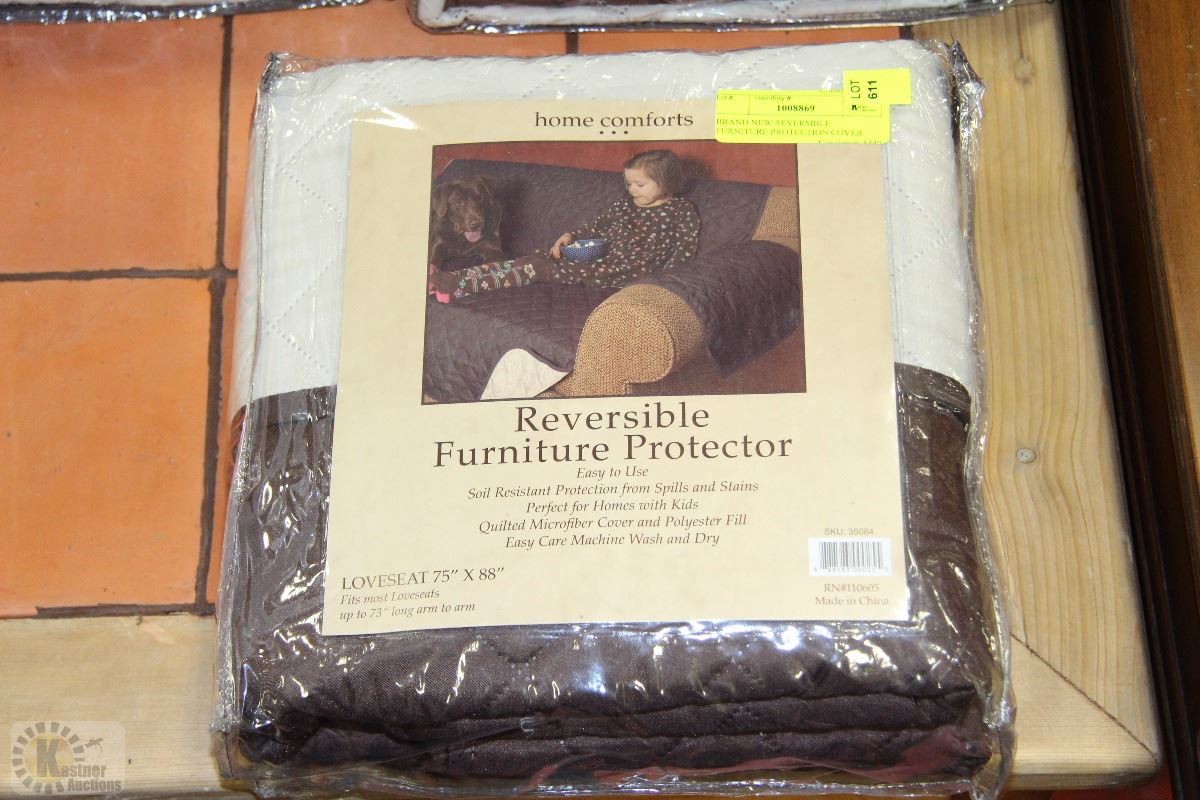 home comforts
Lot #:
Inventory #:
1008869
LOT
611
BRAND NEW REVERSIBLE
FURNITURE PROTECTION COVER
Reversible
Furniture Protector
Easy to Use
Soil Resistant Protection from Spills and Stains
Perfect for Homes with Kids
Quilted Microfiber Cover and Polyester Fill
Easy Care Machine Wash and Dry
SKU: 35084
LOVESEAT 75" X 88"
Fits most Loveseats
up to 73" long arm to arm
RN#110605
Made in China
Kastner
Auctions